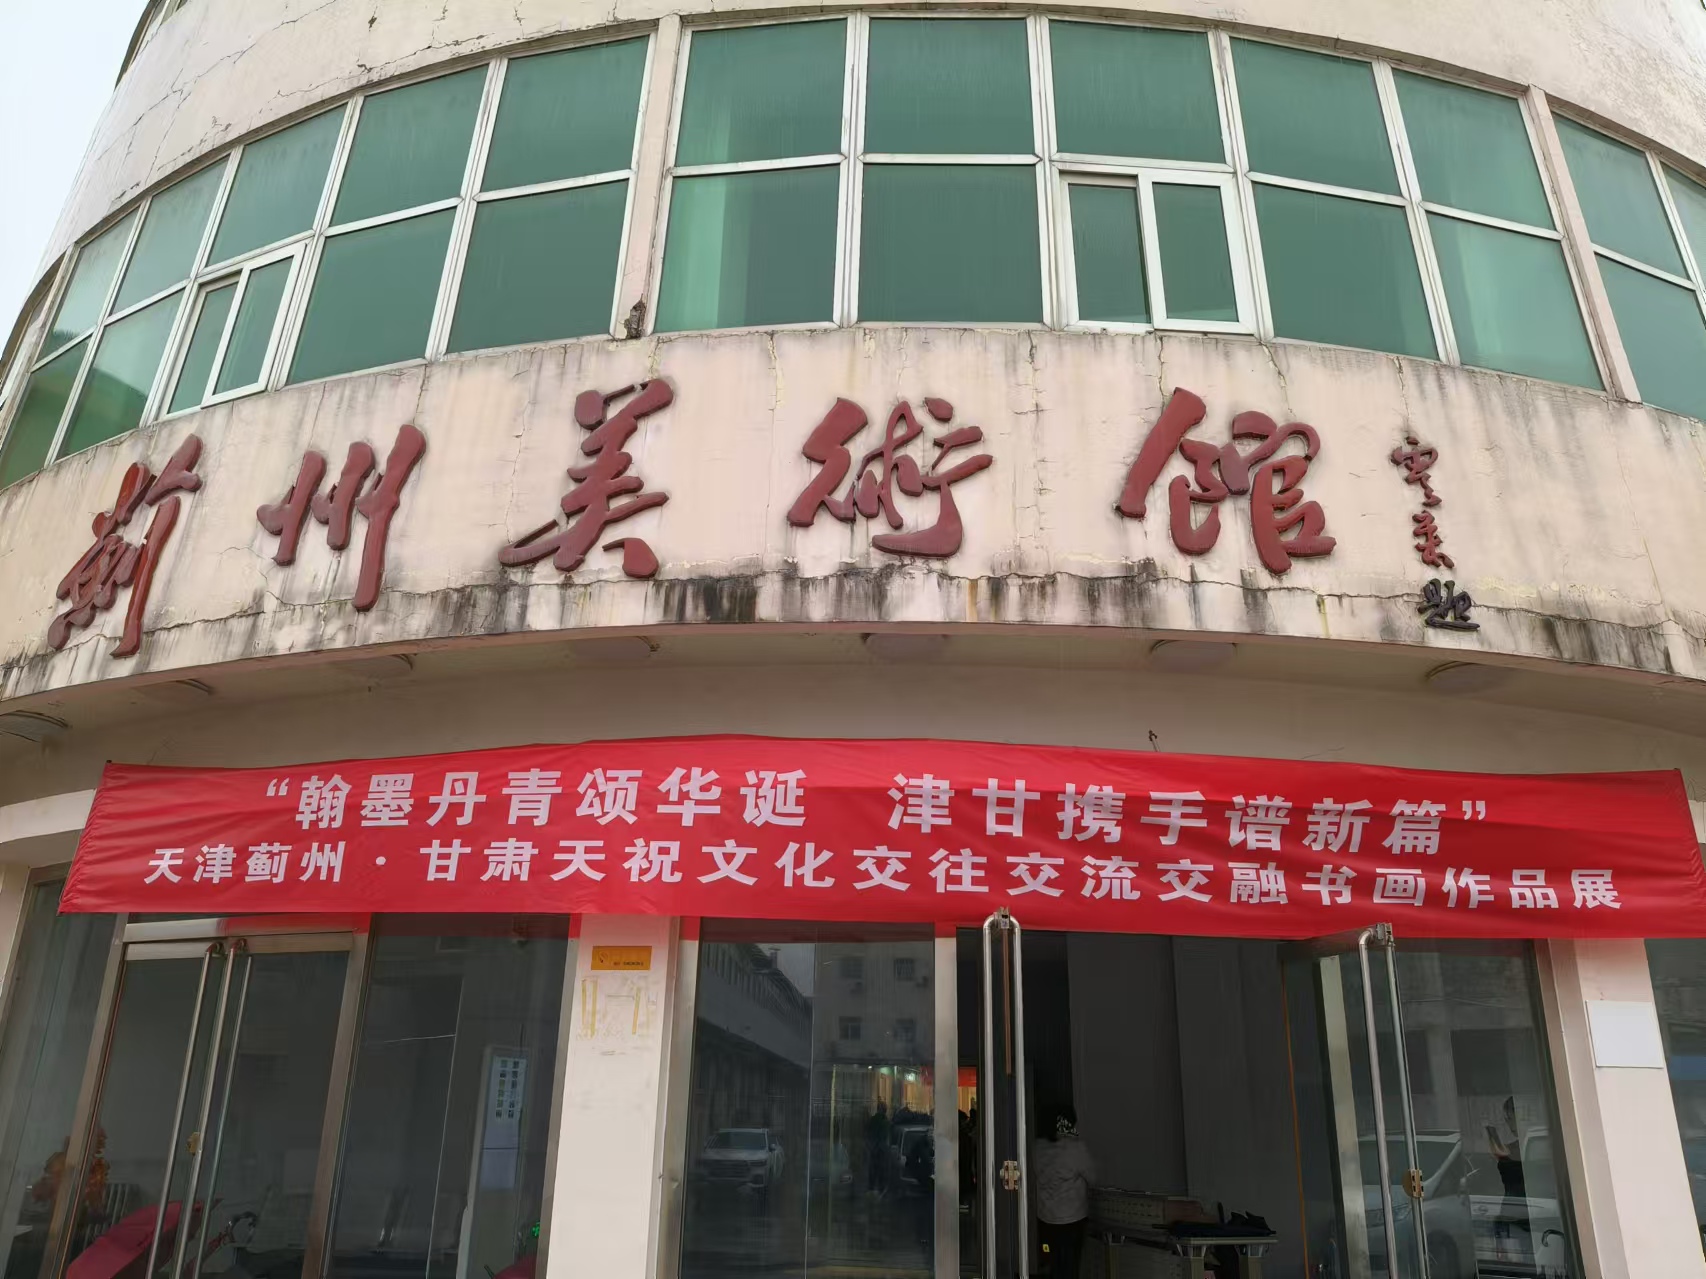 蓟州美術館
题
“翰墨丹青颂华诞 津甘携手谱新篇”
天津蓟州·甘肃天祝文化交往交流交融书画作品展